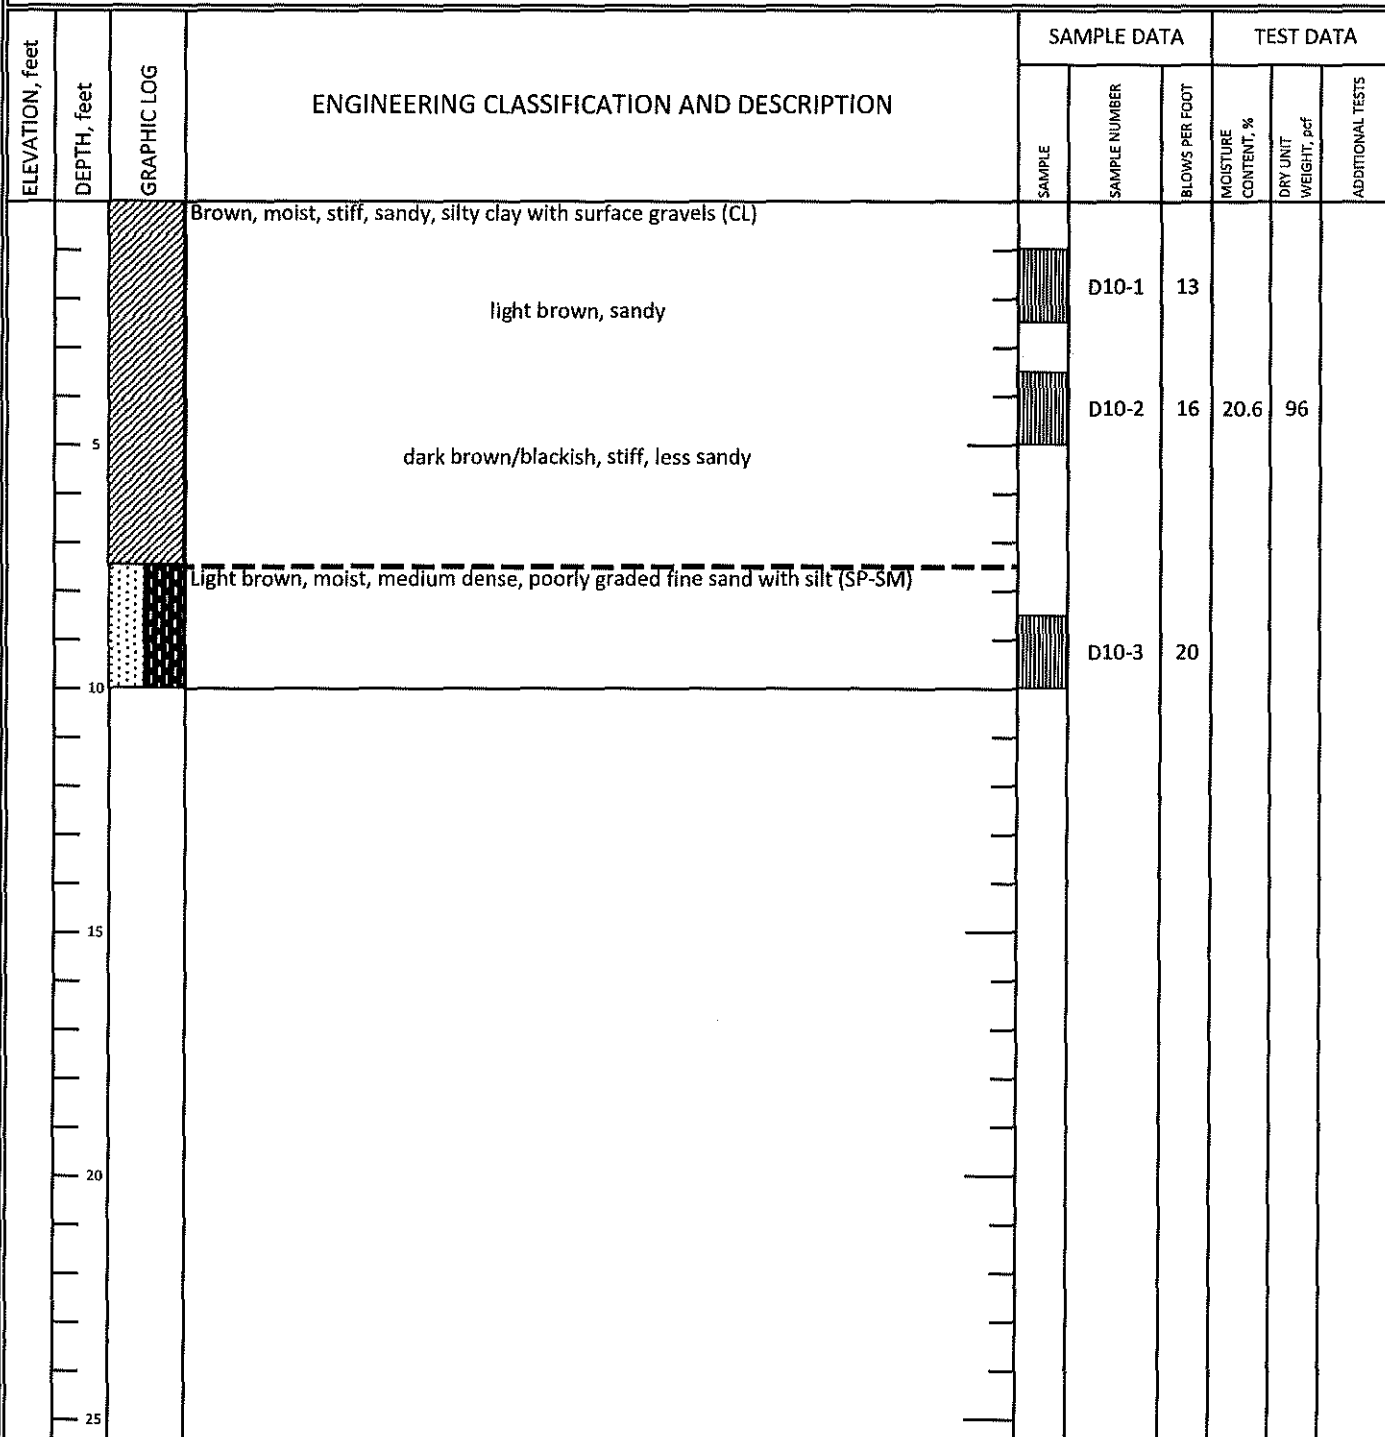 ELEVATION, feet
DEPTH, feet
GRAPHIC LOG
ENGINEERING CLASSIFICATION AND DESCRIPTION
SAMPLE DATA
TEST DATA
SAMPLE
SAMPLE NUMBER
BLOWS PER FOOT
MOISTURE
CONTENT, %
DRY UNIT
WEIGHT, pcf
ADDITIONAL TESTS
Brown, moist, stiff, sandy, silty clay with surface gravels (CL)
D10-1 13
light brown, sandy
D10-2 16 20.6 96
5
dark brown/blackish, stiff, less sandy
Light brown, moist, medium dense, poorly graded fine sand with silt (SP-SM)
D10-3 20
10
15
20
25